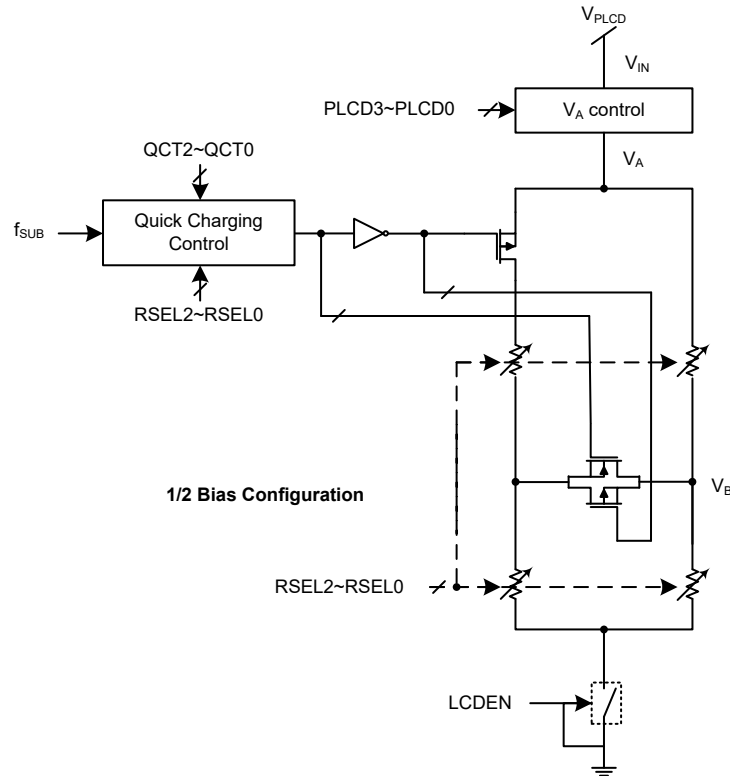 VPLCD
VIN
PLCD3~PLCD0
VA control
QCT2~QCT0
VA
fSUB
Quick Charging
Control
RSEL2~RSEL0
1/2 Bias Configuration
VB
RSEL2~RSEL0
LCDEN